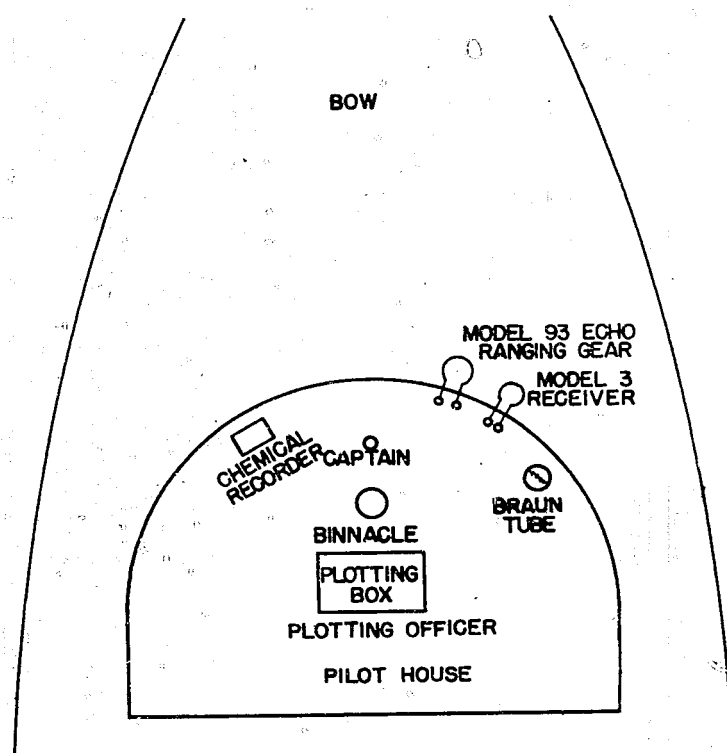 BOW
MODEL 93 ECHO
RANGING GEAR
MODEL 3
RECEIVER
CHEMICAL
RECORDER
CAPTAIN
BRAUN
TUBE
BINNACLE
PLOTTING
BOX
PLOTTING OFFICER
PILOT HOUSE